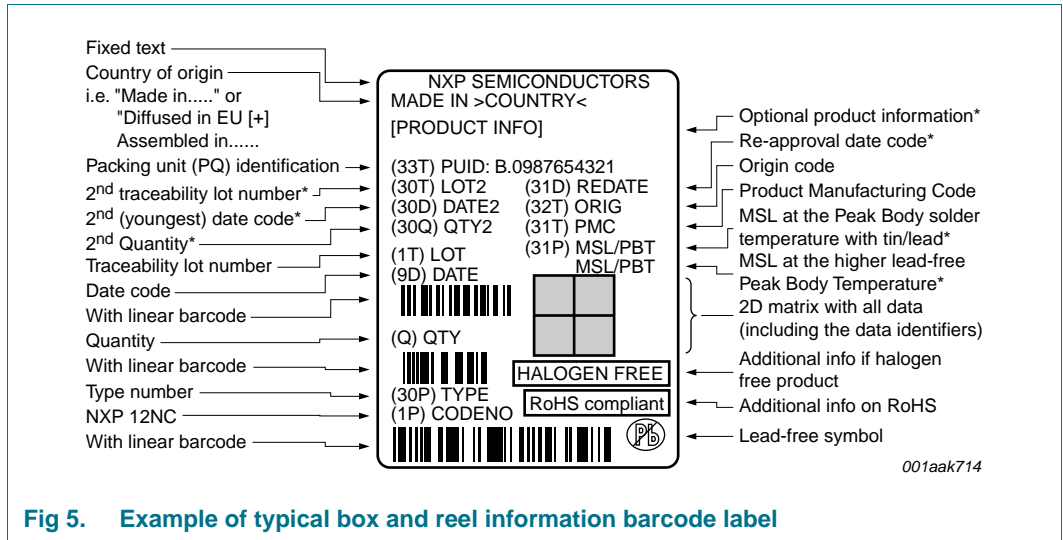 Fixed text
Country of origin
i.e. "Made in....." or
"Diffused in EU [+]
Assembled in......
Packing unit (PQ) identification
2nd traceability lot number*
2nd (youngest) date code*
2nd Quantity*
Traceability lot number
Date code
With linear barcode
Quantity
With linear barcode
Type number
NXP 12NC
With linear barcode
NXP SEMICONDUCTORS
MADE IN >COUNTRY<
[PRODUCT INFO]
(33T) PUID: B.0987654321
(30T) LOT2 (31D) REDATE
(30D) DATE2 (32T) ORIG
(30Q) QTY2 (31T) PMC
(31P) MSL/PBT
(1T) LOT MSL/PBT
(9D) DATE
(Q) QTY
HALOGEN FREE
(30P) TYPE
RoHS compliant
(1P) CODENO
Pb
Optional product information*
Re-approval date code*
Origin code
Product Manufacturing Code
MSL at the Peak Body solder
temperature with tin/lead*
MSL at the higher lead-free
Peak Body Temperature*
2D matrix with all data
(including the data identifiers)
Additional info if halogen
free product
Additional info on RoHS
Lead-free symbol
001aak714
Fig 5. Example of typical box and reel information barcode label